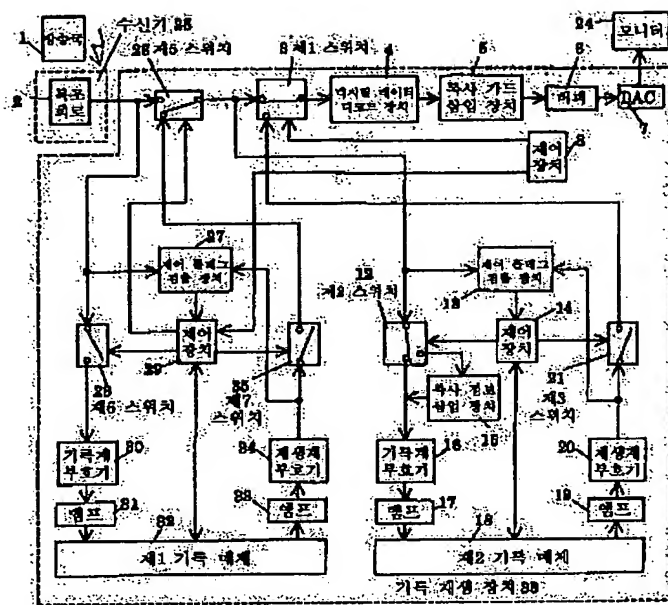 수신기 25
24
모니터
1
방송국
26 제5 스위치
3 제1 스위치
4
5
6
2
복조
회로
디지털 데이터
디코드 장치
복사 가드
삽입 장치
DAC
7
제어
장치
8
27
제어 플래그
검출 장치
12
제2 스위치
제어 플래그
검출 장치
13
14
제어
장치
29
제어
장치
28
제6 스위치
35
제7 스위치
21
제3
스위치
복사 정보
삽입 장치
15
기록계
부호기
30
34
재생계
부호기
기록계
부호기
16
20
재생계
부호기
앰프
31
33
앰프
앰프
17
19
앰프
32
제1 기록 매체
18
제2 기록 매체
기록 재생 장치 33